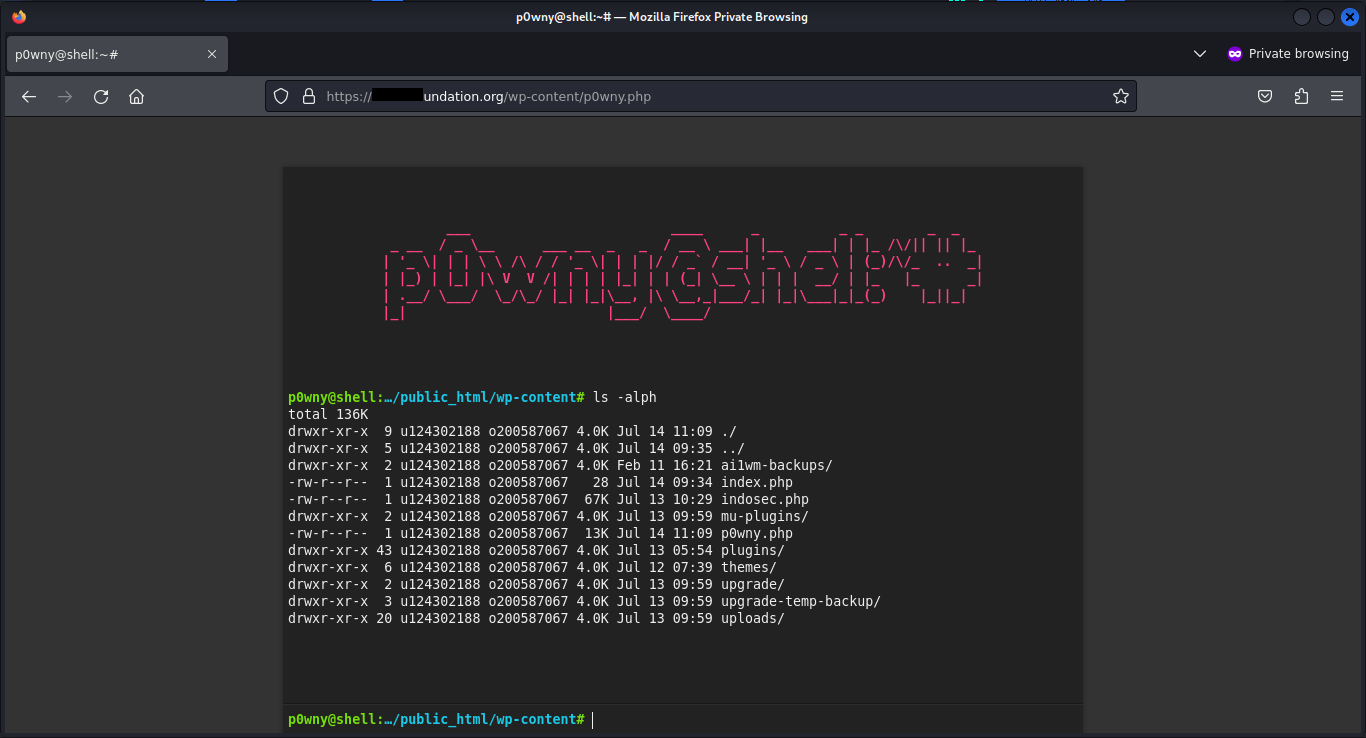 p0wny@shell:~# — Mozilla Firefox Private Browsing
p0wny@shell:~#
Private browsing
https:// undation.org/wp-content/p0wny.php
p0wny@shell:~#
p0wny@shell:…/public_html/wp-content# ls -alph
total 136K
drwxr-xr-x  9 u124302188 o200587067 4.0K Jul 14 11:09 ./
drwxr-xr-x  5 u124302188 o200587067 4.0K Jul 14 09:35 ../
drwxr-xr-x  2 u124302188 o200587067 4.0K Feb 11 16:21 ai1wm-backups/
-rw-r--r--  1 u124302188 o200587067   28 Jul 14 09:34 index.php
-rw-r--r--  1 u124302188 o200587067  67K Jul 13 10:29 indosec.php
drwxr-xr-x  2 u124302188 o200587067 4.0K Jul 13 09:59 mu-plugins/
-rw-r--r--  1 u124302188 o200587067  13K Jul 14 11:09 p0wny.php
drwxr-xr-x 43 u124302188 o200587067 4.0K Jul 13 05:54 plugins/
drwxr-xr-x  6 u124302188 o200587067 4.0K Jul 12 07:39 themes/
drwxr-xr-x  2 u124302188 o200587067 4.0K Jul 13 09:59 upgrade/
drwxr-xr-x  3 u124302188 o200587067 4.0K Jul 13 09:59 upgrade-temp-backup/
drwxr-xr-x 20 u124302188 o200587067 4.0K Jul 13 09:59 uploads/
p0wny@shell:…/public_html/wp-content#